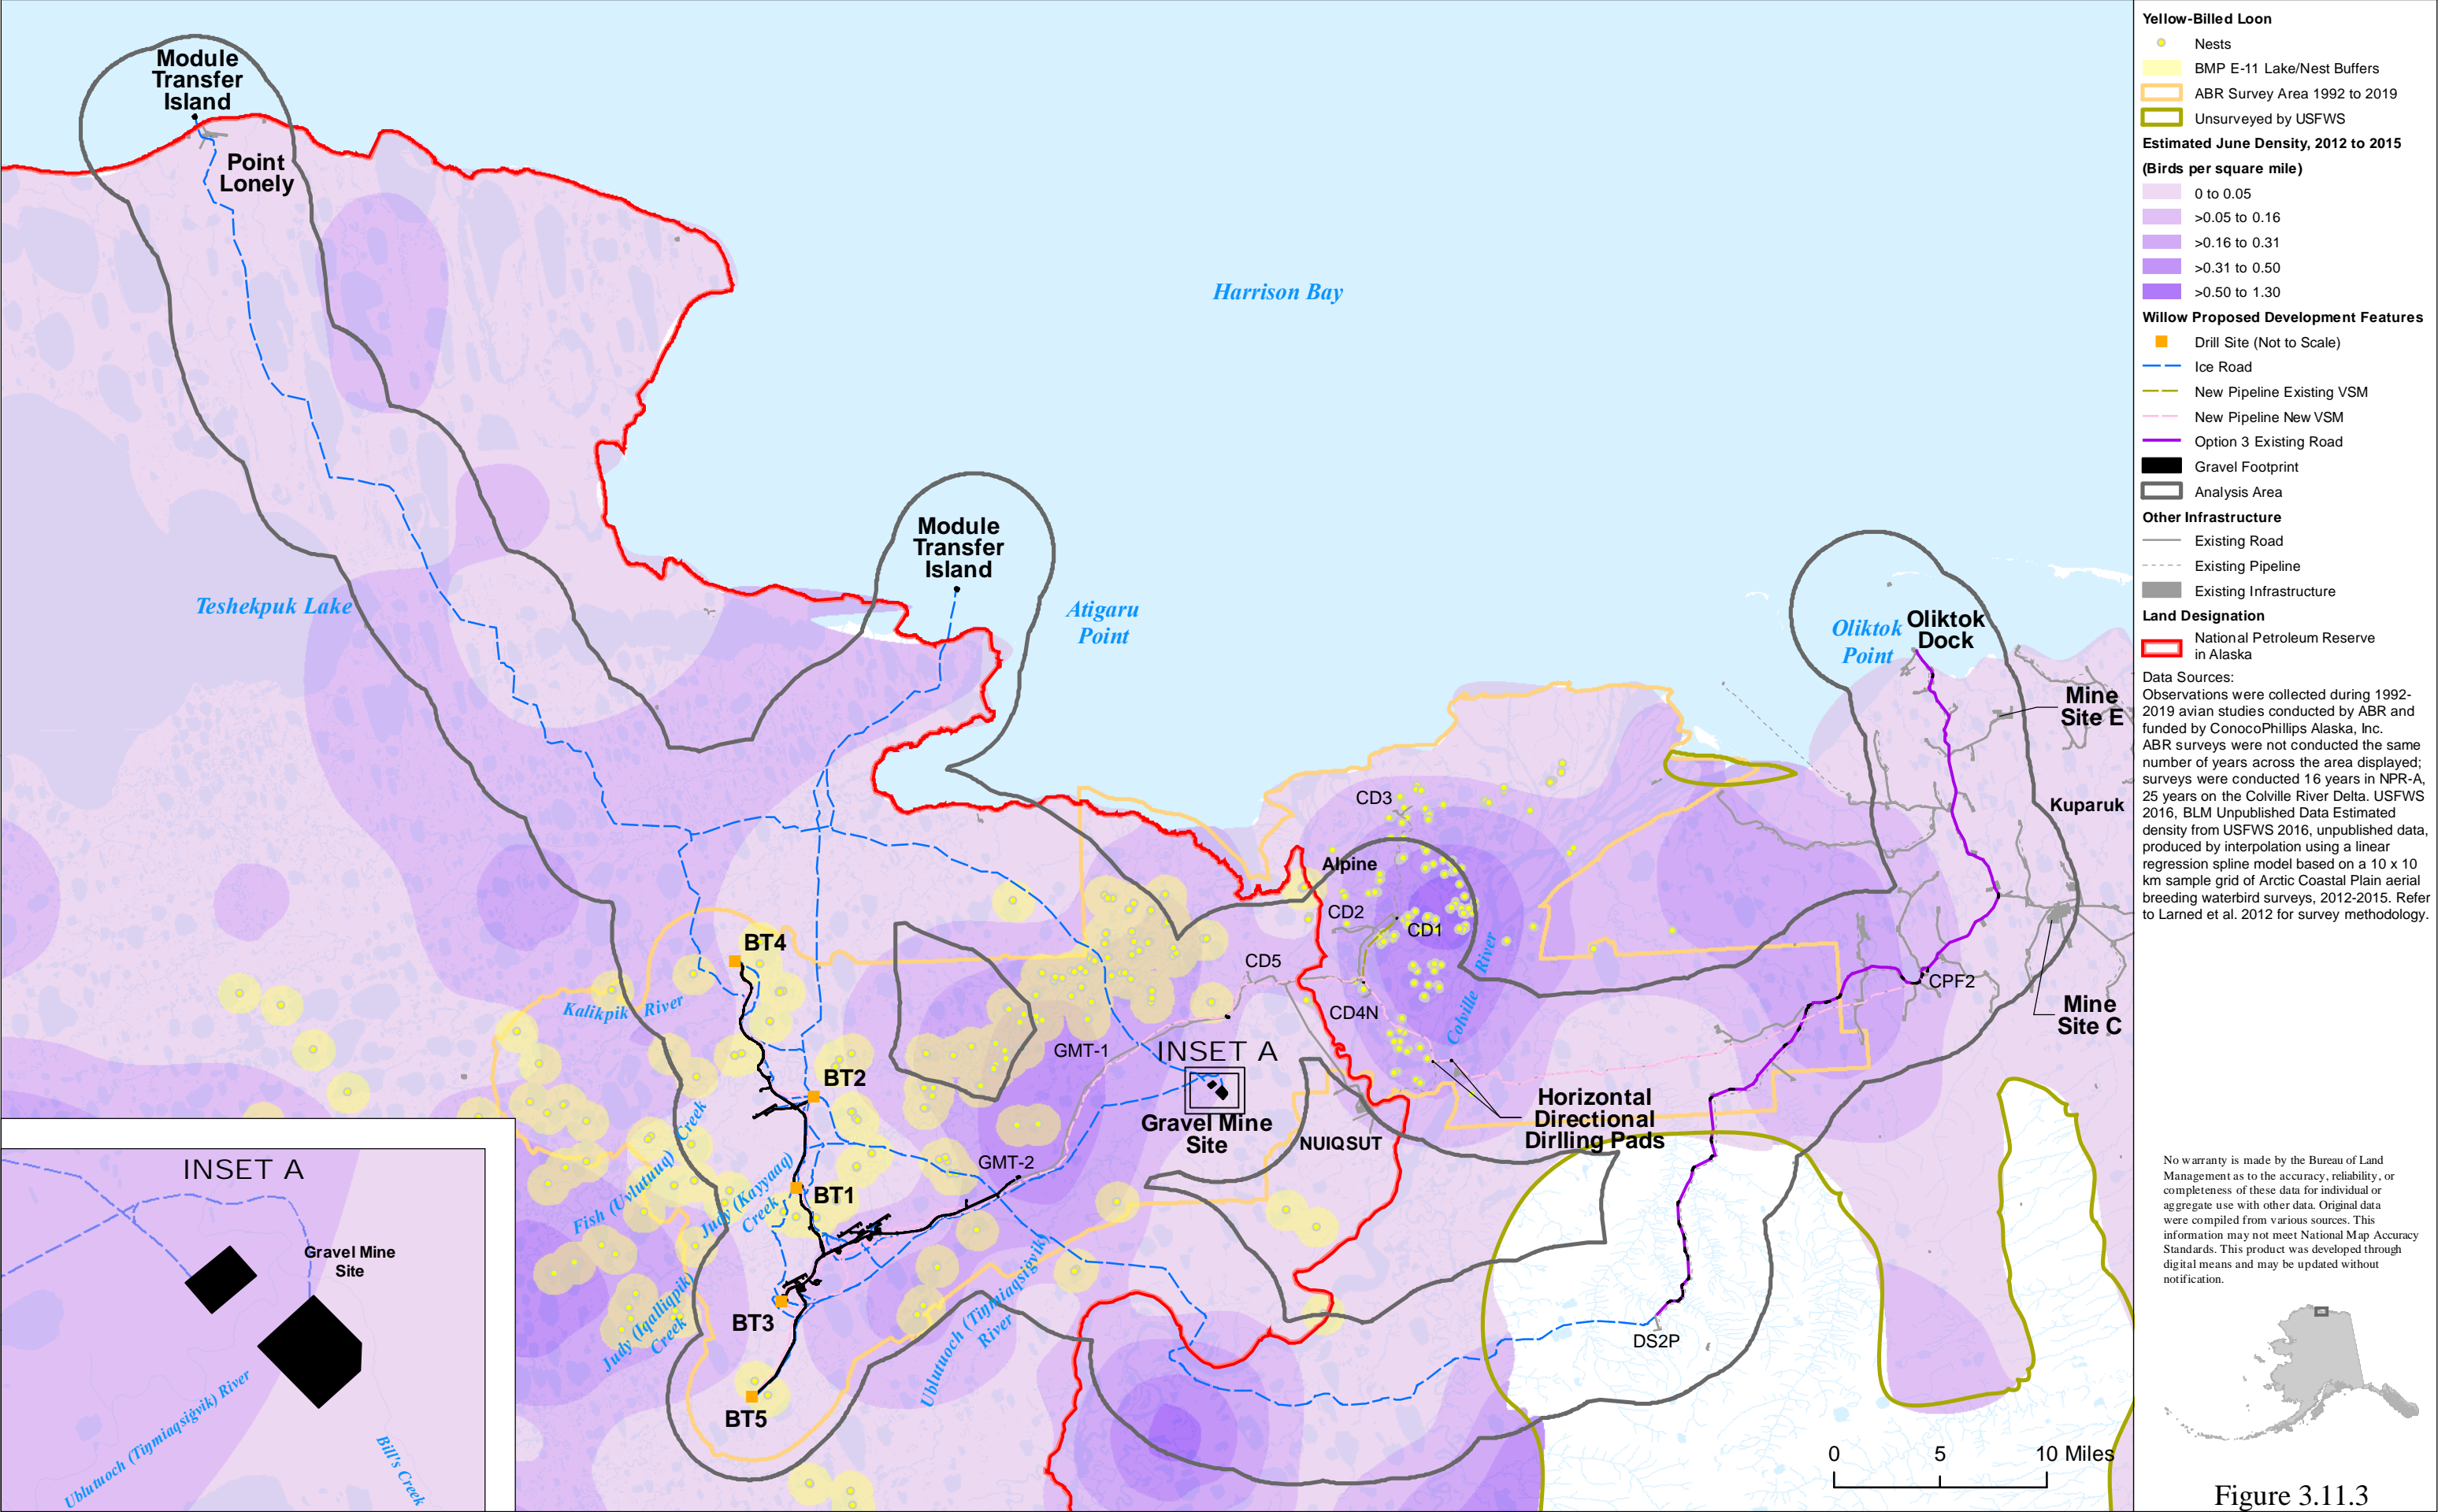 Module
Transfer
Island
Point
Lonely
Harrison Bay
Teshekpuk Lake
Module
Transfer
Island
Atigaru
Point
Oliktok
Point
Oliktok
Dock
Mine
Site E
Kuparuk
CD3
Alpine
CD2
CD1
CD5
CD4N
Colville River
CPF2
Mine
Site C
BT4
Kalikpik River
GMT-1
INSET A
Gravel Mine
Site
NUIQSUT
Horizontal
Directional
Dirlling Pads
BT2
Fish (Uvlutuuq) Creek
Judy (Kayyaaq)
Creek
BT1
GMT-2
BT3
Judy (Iqalliqpik)
Creek
Ublutuoch (Tiŋmiaqsiġvik)
River
BT5
DS2P
0 5 10 Miles
INSET A
Gravel Mine
Site
Ublutuoch (Tiŋmiaqsiġvik) River
Bill's Creek
Yellow-Billed Loon
Nests
BMP E-11 Lake/Nest Buffers
ABR Survey Area 1992 to 2019
Unsurveyed by USFWS
Estimated June Density, 2012 to 2015
(Birds per square mile)
0 to 0.05
>0.05 to 0.16
>0.16 to 0.31
>0.31 to 0.50
>0.50 to 1.30
Willow Proposed Development Features
Drill Site (Not to Scale)
Ice Road
New Pipeline Existing VSM
New Pipeline New VSM
Option 3 Existing Road
Gravel Footprint
Analysis Area
Other Infrastructure
Existing Road
Existing Pipeline
Existing Infrastructure
Land Designation
National Petroleum Reserve
in Alaska
Data Sources:
Observations were collected during 1992-
2019 avian studies conducted by ABR and
funded by ConocoPhillips Alaska, Inc.
ABR surveys were not conducted the same
number of years across the area displayed;
surveys were conducted 16 years in NPR-A,
25 years on the Colville River Delta. USFWS
2016, BLM Unpublished Data Estimated
density from USFWS 2016, unpublished data,
produced by interpolation using a linear
regression spline model based on a 10 x 10
km sample grid of Arctic Coastal Plain aerial
breeding waterbird surveys, 2012-2015. Refer
to Larned et al. 2012 for survey methodology.
No warranty is made by the Bureau of Land
Management as to the accuracy, reliability, or
completeness of these data for individual or
aggregate use with other data. Original data
were compiled from various sources. This
information may not meet National Map Accuracy
Standards. This product was developed through
digital means and may be updated without
notification.
Figure 3.11.3